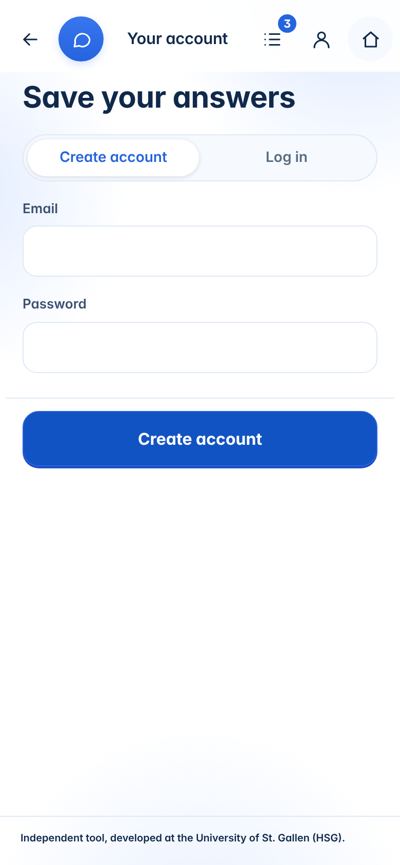 Your account
3
Save your answers
Create account
Log in
Email
Password
Create account
Independent tool, developed at the University of St. Gallen (HSG).